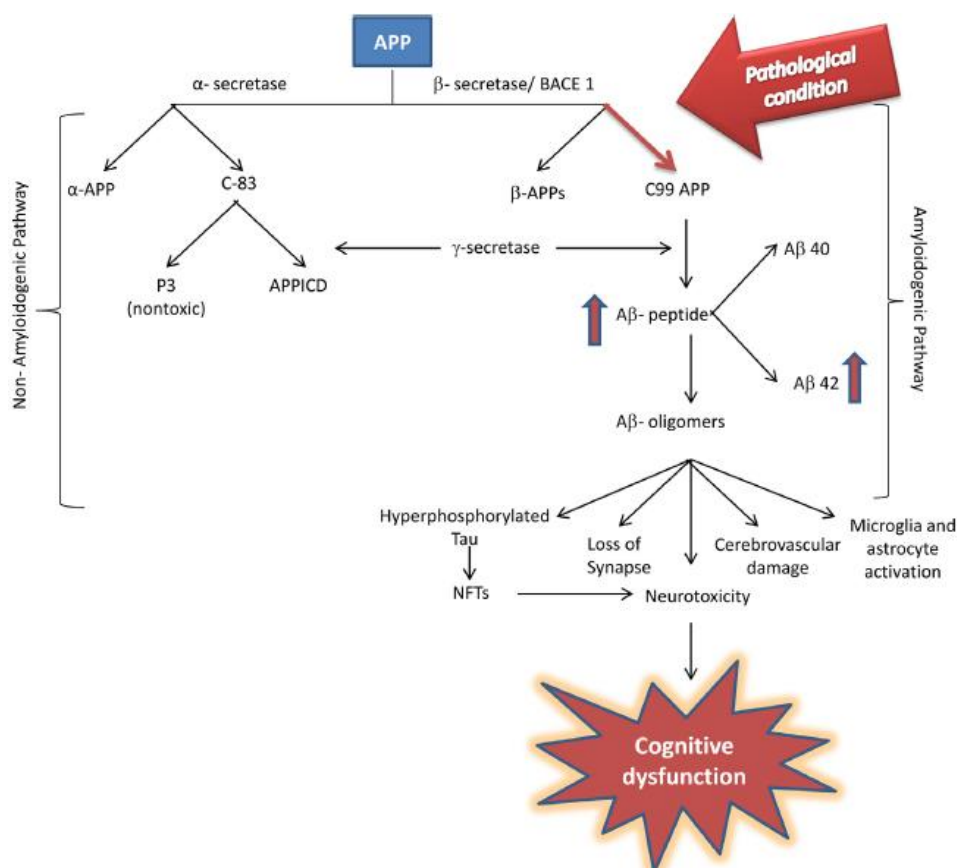 APP
α- secretase
β- secretase/ BACE 1
Pathological
condition
Non- Amyloidogenic Pathway
Amyloidogenic Pathway
α-APP
C-83
β-APPs
C99 APP
γ-secretase
P3
(nontoxic)
APPICD
Aβ 40
Aβ- peptide
Aβ 42
Aβ- oligomers
Hyperphosphorylated
Tau
NFTs
Loss of
Synapse
Neurotoxicity
Cerebrovascular
damage
Microglia and
astrocyte
activation
Cognitive
dysfunction